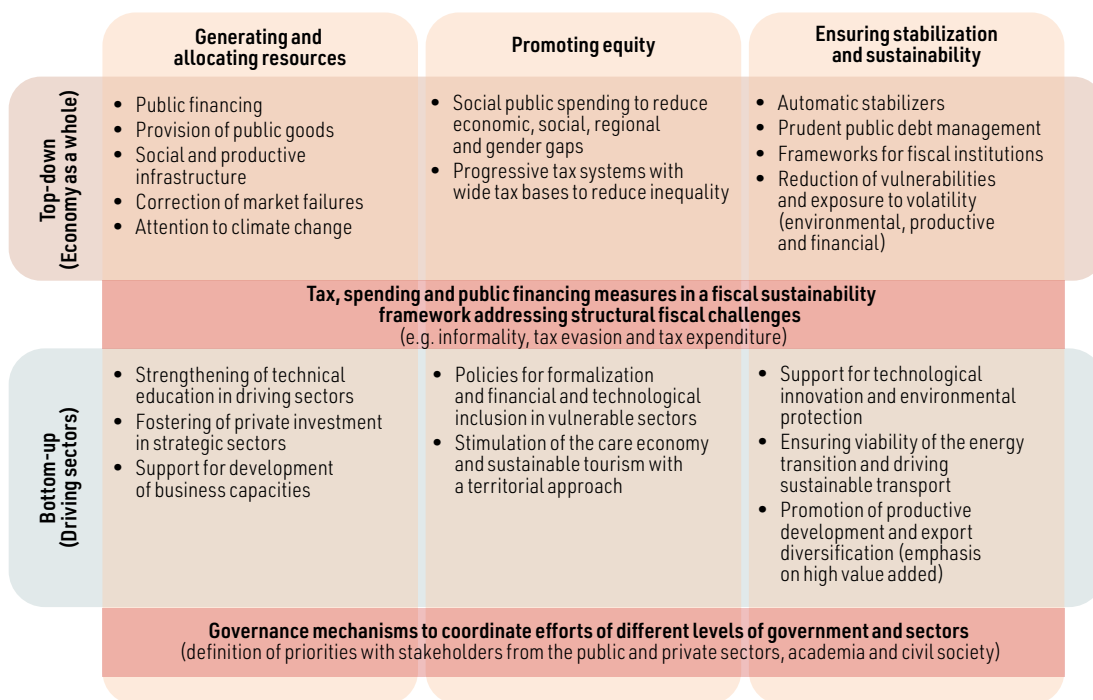 Generating and
allocating resources
Promoting equity
Ensuring stabilization
and sustainability
Top-down
(Economy as a whole)
• Public financing
• Provision of public goods
• Social and productive
infrastructure
• Correction of market failures
• Attention to climate change
• Social public spending to reduce
economic, social, regional
and gender gaps
• Progressive tax systems with
wide tax bases to reduce inequality
• Automatic stabilizers
• Prudent public debt management
• Frameworks for fiscal institutions
• Reduction of vulnerabilities
and exposure to volatility
(environmental, productive
and financial)
Tax, spending and public financing measures in a fiscal sustainability
framework addressing structural fiscal challenges
(e.g. informality, tax evasion and tax expenditure)
Bottom-up
(Driving sectors)
• Strengthening of technical
education in driving sectors
• Fostering of private investment
in strategic sectors
• Support for development
of business capacities
• Policies for formalization
and financial and technological
inclusion in vulnerable sectors
• Stimulation of the care economy
and sustainable tourism with
a territorial approach
• Support for technological
innovation and environmental
protection
• Ensuring viability of the energy
transition and driving
sustainable transport
• Promotion of productive
development and export
diversification (emphasis
on high value added)
Governance mechanisms to coordinate efforts of different levels of government and sectors
(definition of priorities with stakeholders from the public and private sectors, academia and civil society)